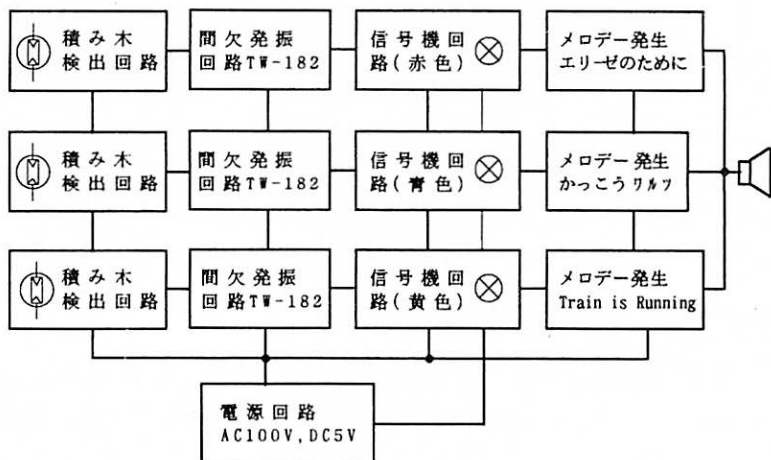 積み木
検出回路
間欠発振
回路TW-182
信号機回
路(赤色)
メロデー発生
エリーゼのために
積み木
検出回路
間欠発振
回路TW-182
信号機回
路(青色)
メロデー発生
かっこうワルツ
積み木
検出回路
間欠発振
回路TW-182
信号機回
路(黄色)
メロデー発生
Train is Running
電源回路
AC100V,DC5V